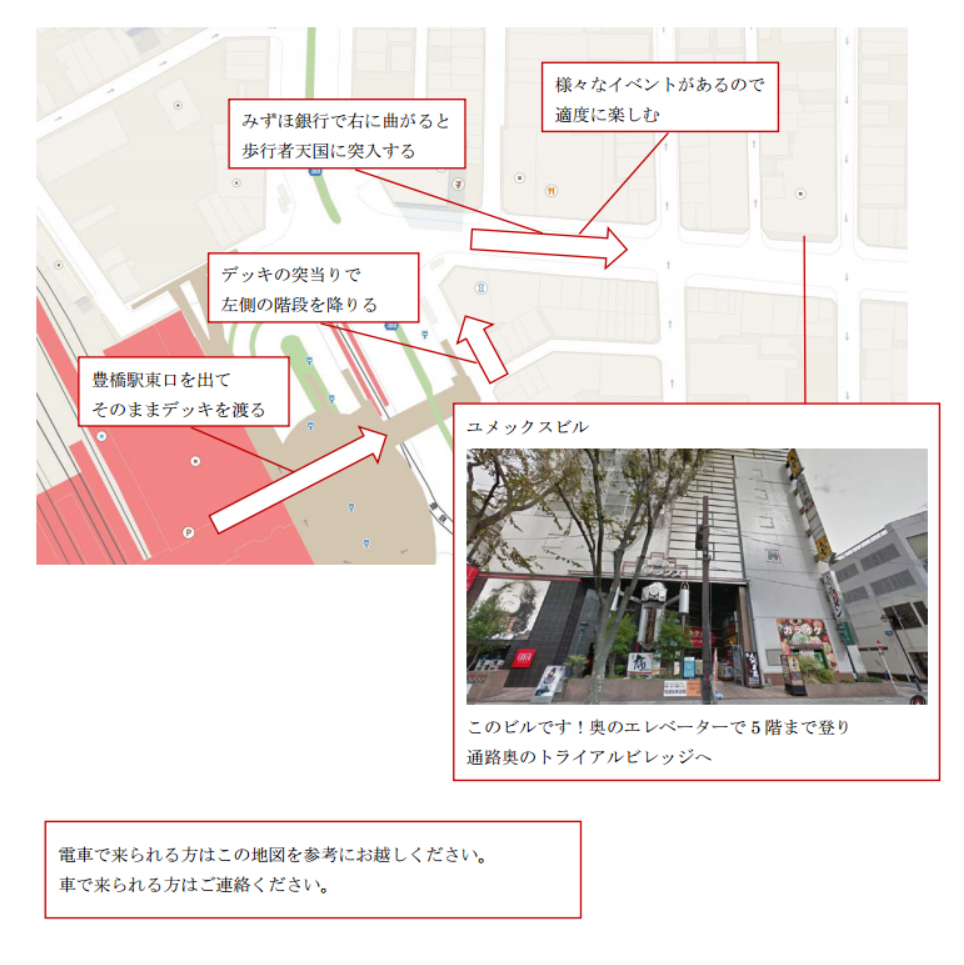 様々なイベントがあるので
適度に楽しむ
みずほ銀行で右に曲がると
歩行者天国に突入する
デッキの突当りで
左側の階段を降りる
豊橋駅東口を出て
そのままデッキを渡る
ユメックスビル
カラオケ
このビルです！奥のエレベーターで５階まで登り
通路奥のトライアルビレッジへ
電車で来られる方はこの地図を参考にお越しください。
車で来られる方はご連絡ください。